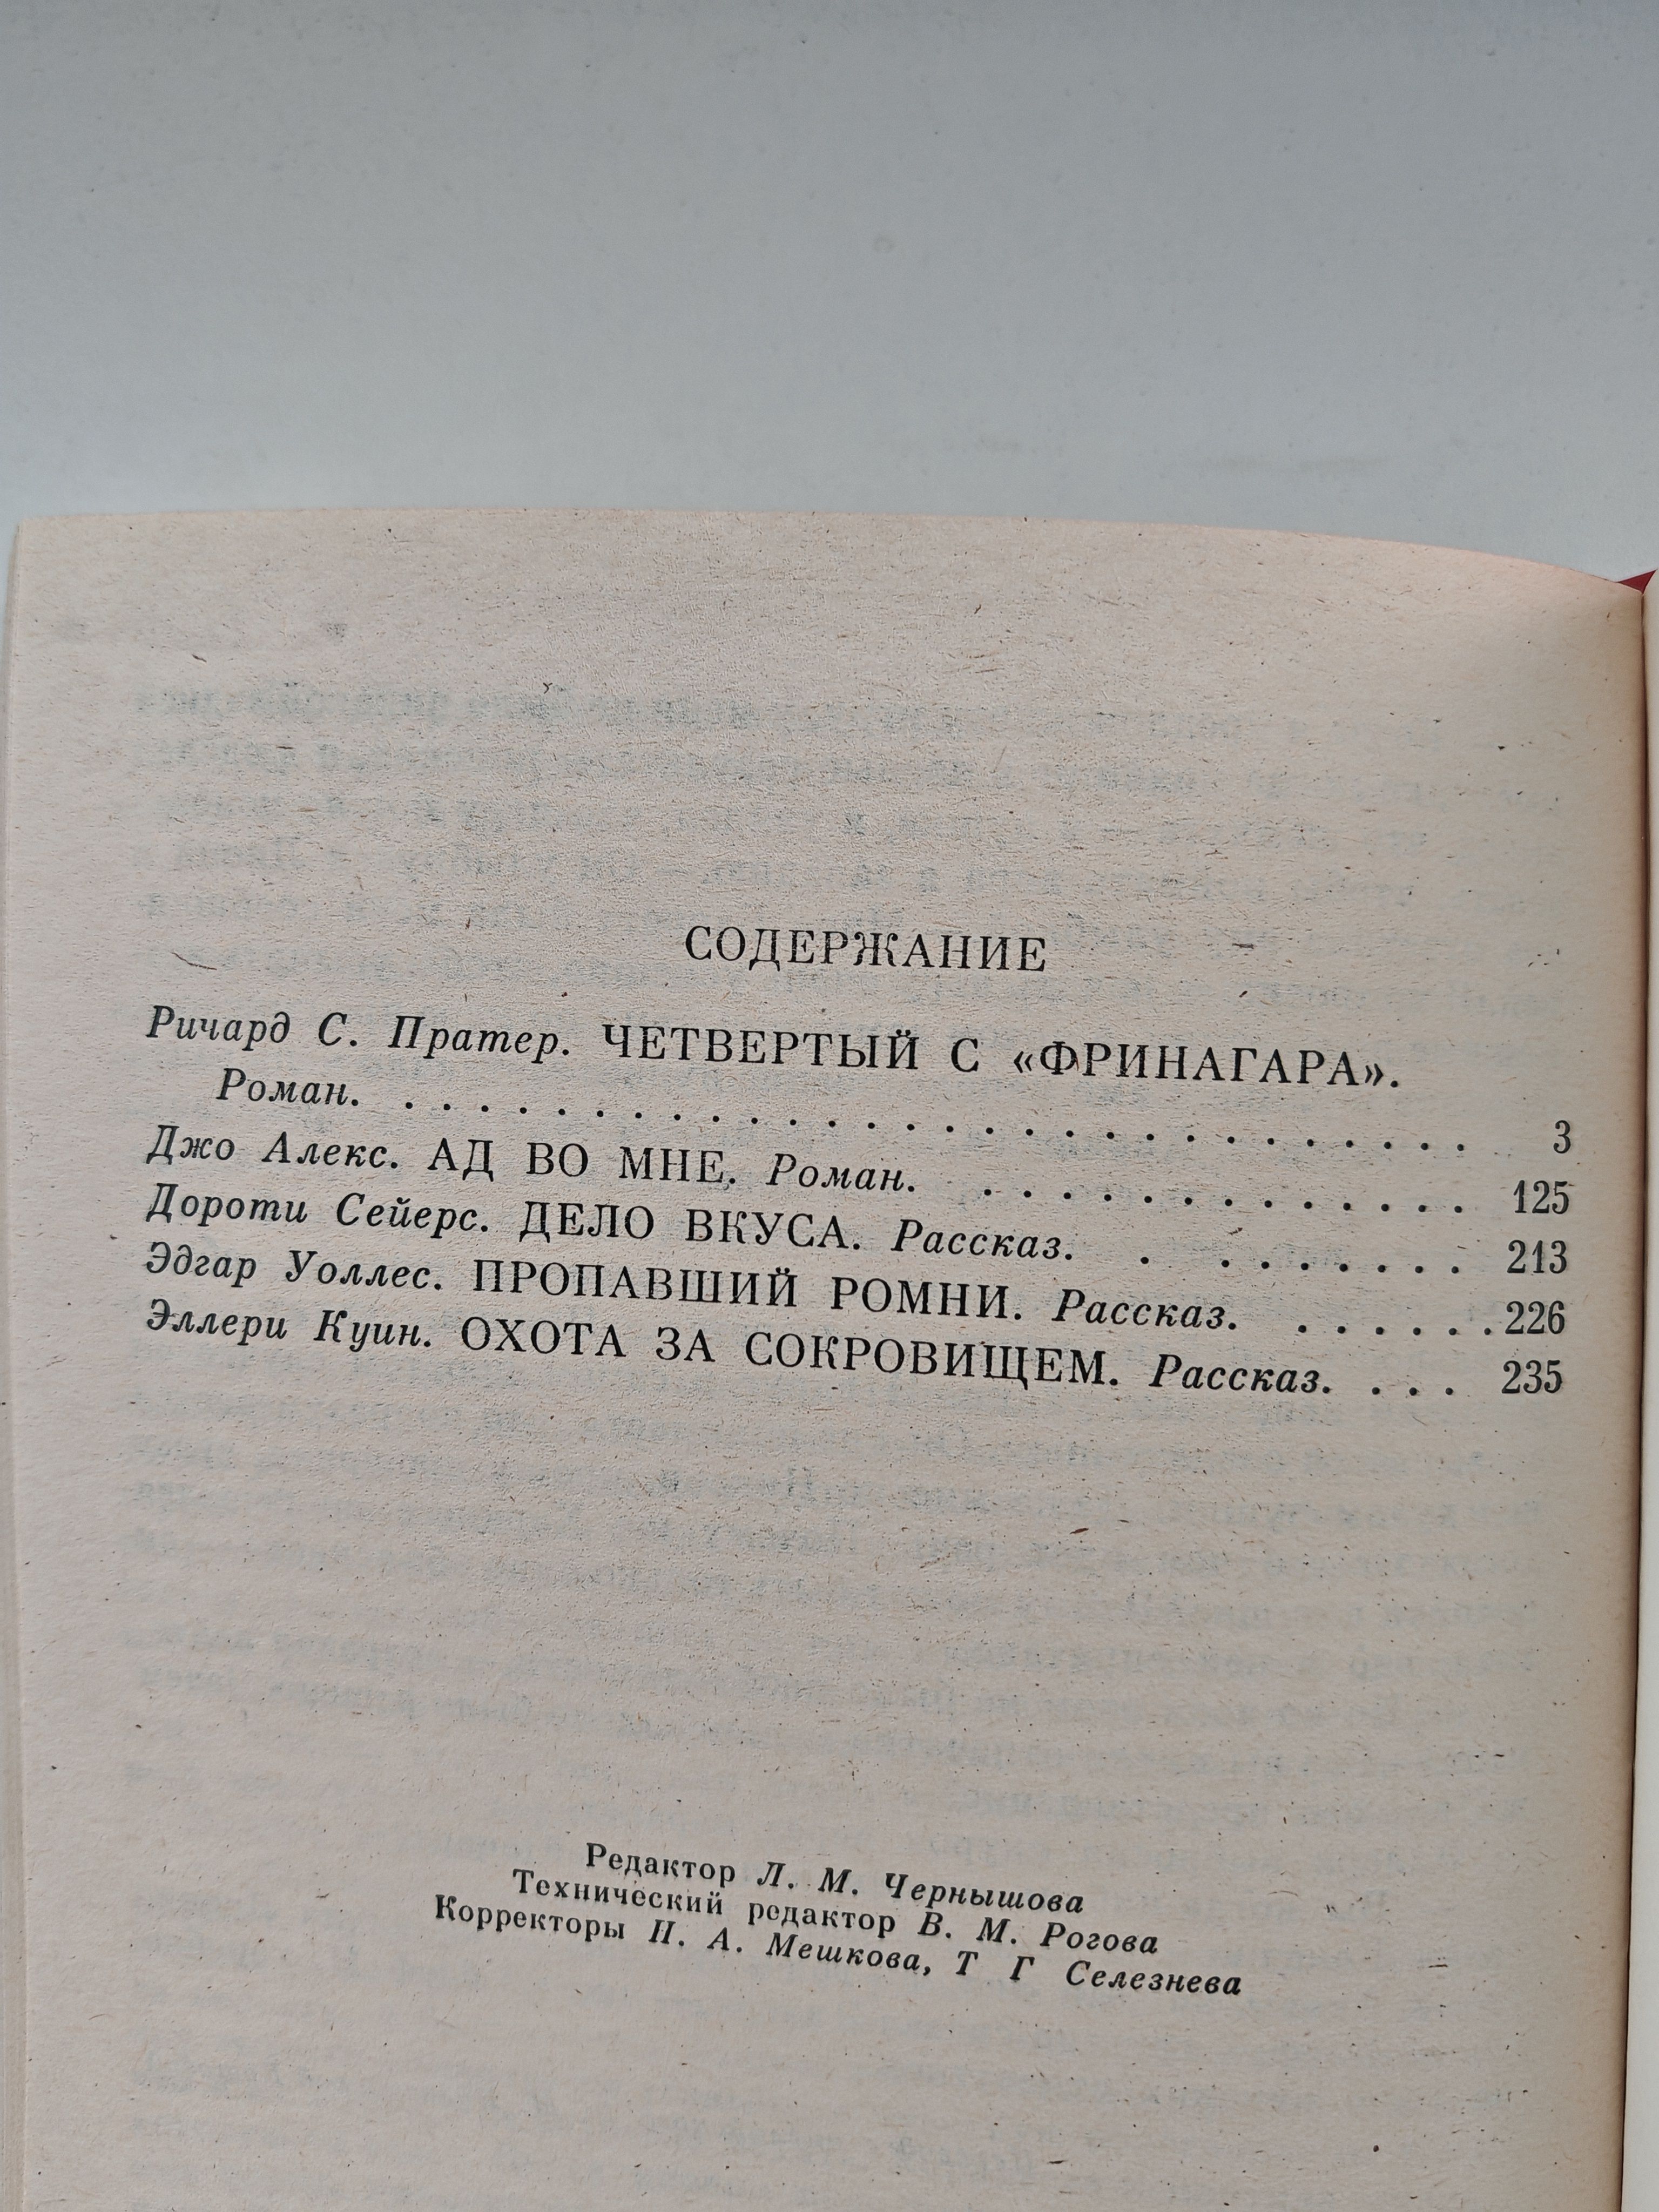 СОДЕРЖАНИЕ
Ричард С. Пратер. ЧЕТВЕРТЫЙ С «ФРИНАГАРА».
Роман. . . . . . . . . . . . . . . . . . . . . . . . . . . . . 3
Джо Алекс. АД ВО МНЕ. Роман. . . . . . . . . . . . . . 125
Дороти Сейерс. ДЕЛО ВКУСА. Рассказ. . . . . . . . . 213
Эдгар Уоллес. ПРОПАВШИЙ РОМНИ. Рассказ. . . . . . . 226
Эллери Куин. ОХОТА ЗА СОКРОВИЩЕМ. Рассказ. . . . 235
Редактор Л. М. Чернышова
Технический редактор В. М. Рогова
Корректоры Н. А. Мешкова, Т Г Селезнева